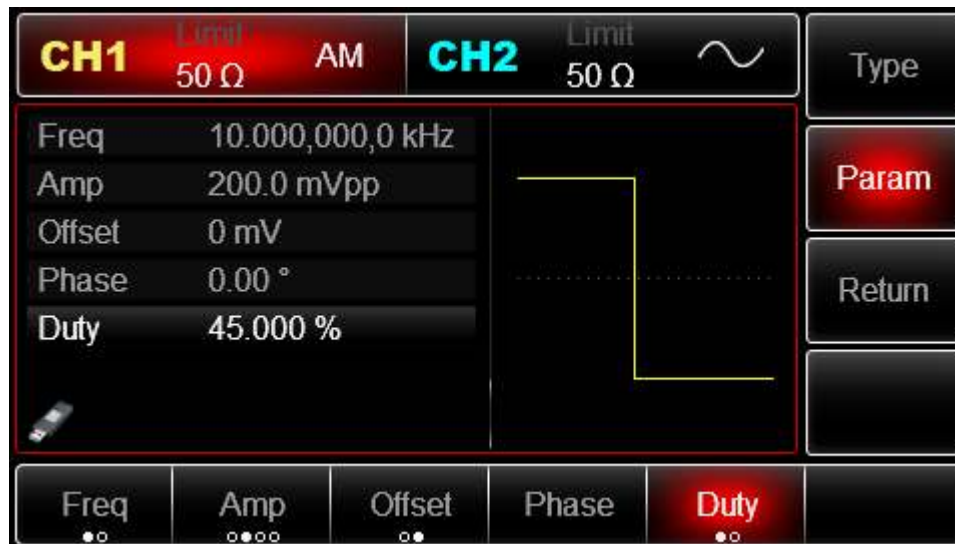 CH1 Limit 50 Ω AM
CH2 Limit 50 Ω
Type
Freq 10.000,000,0 kHz
Amp 200.0 mVpp
Offset 0 mV
Phase 0.00 °
Duty 45.000 %
Param
Return
Freq Amp Offset Phase Duty